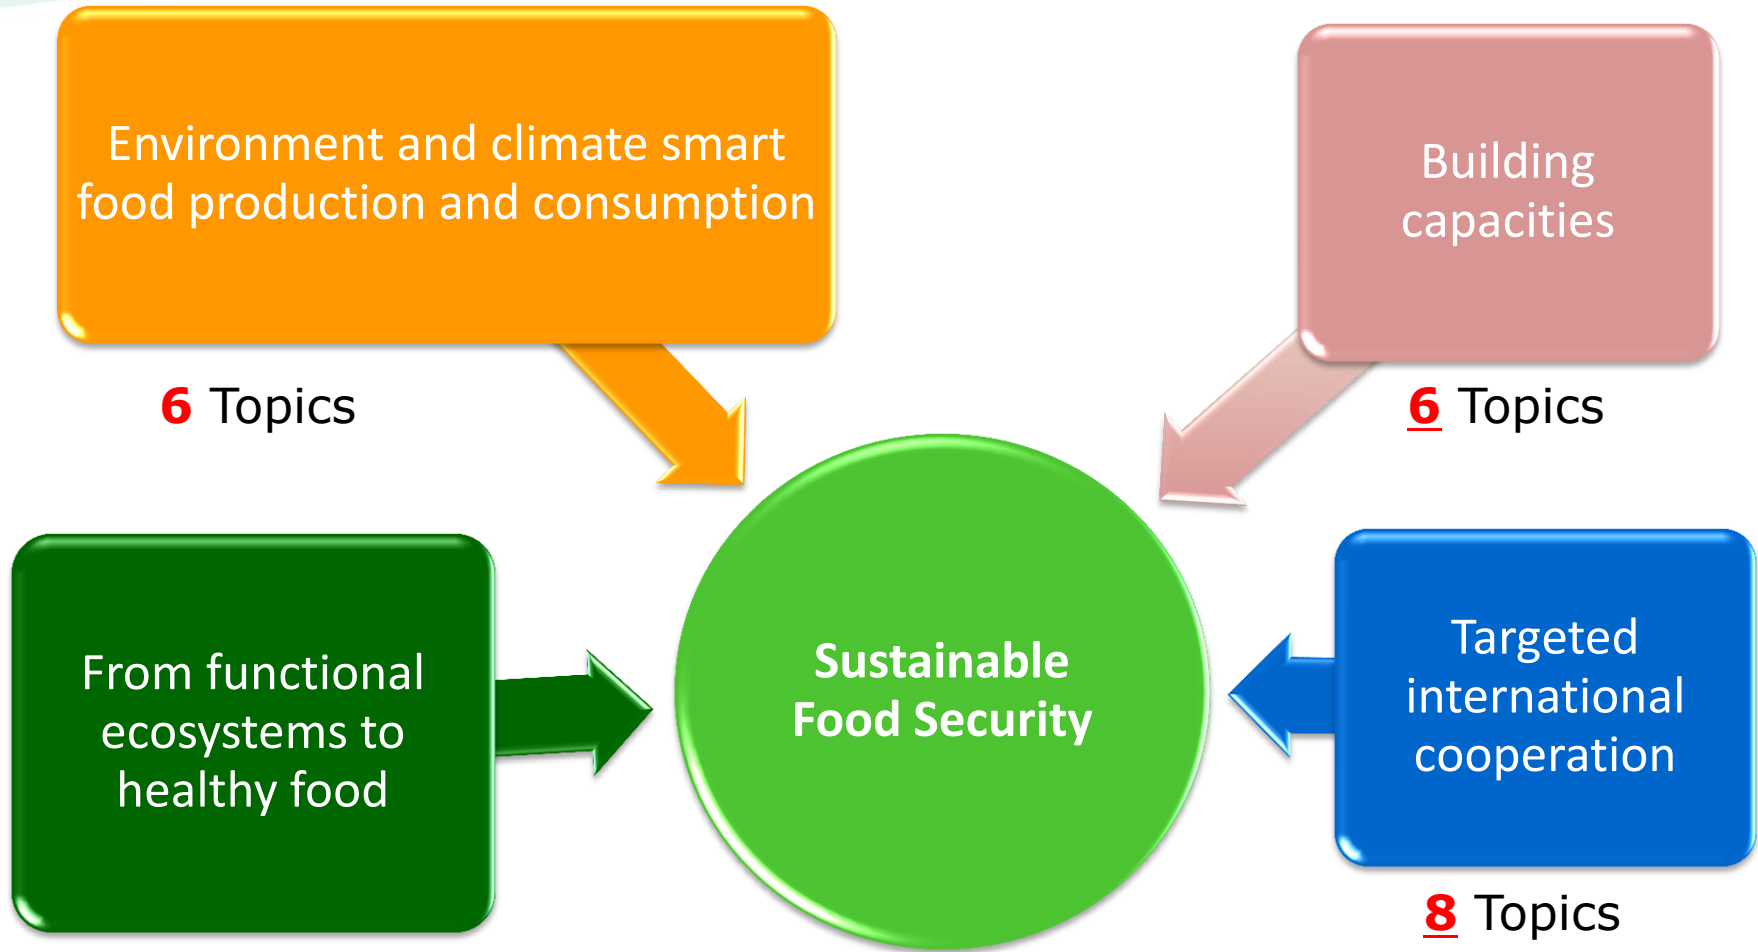 Environment and climate smart
food production and consumption
6 Topics
Building
capacities
6 Topics
From functional
ecosystems to
healthy food
Sustainable
Food Security
Targeted
international
cooperation
8 Topics